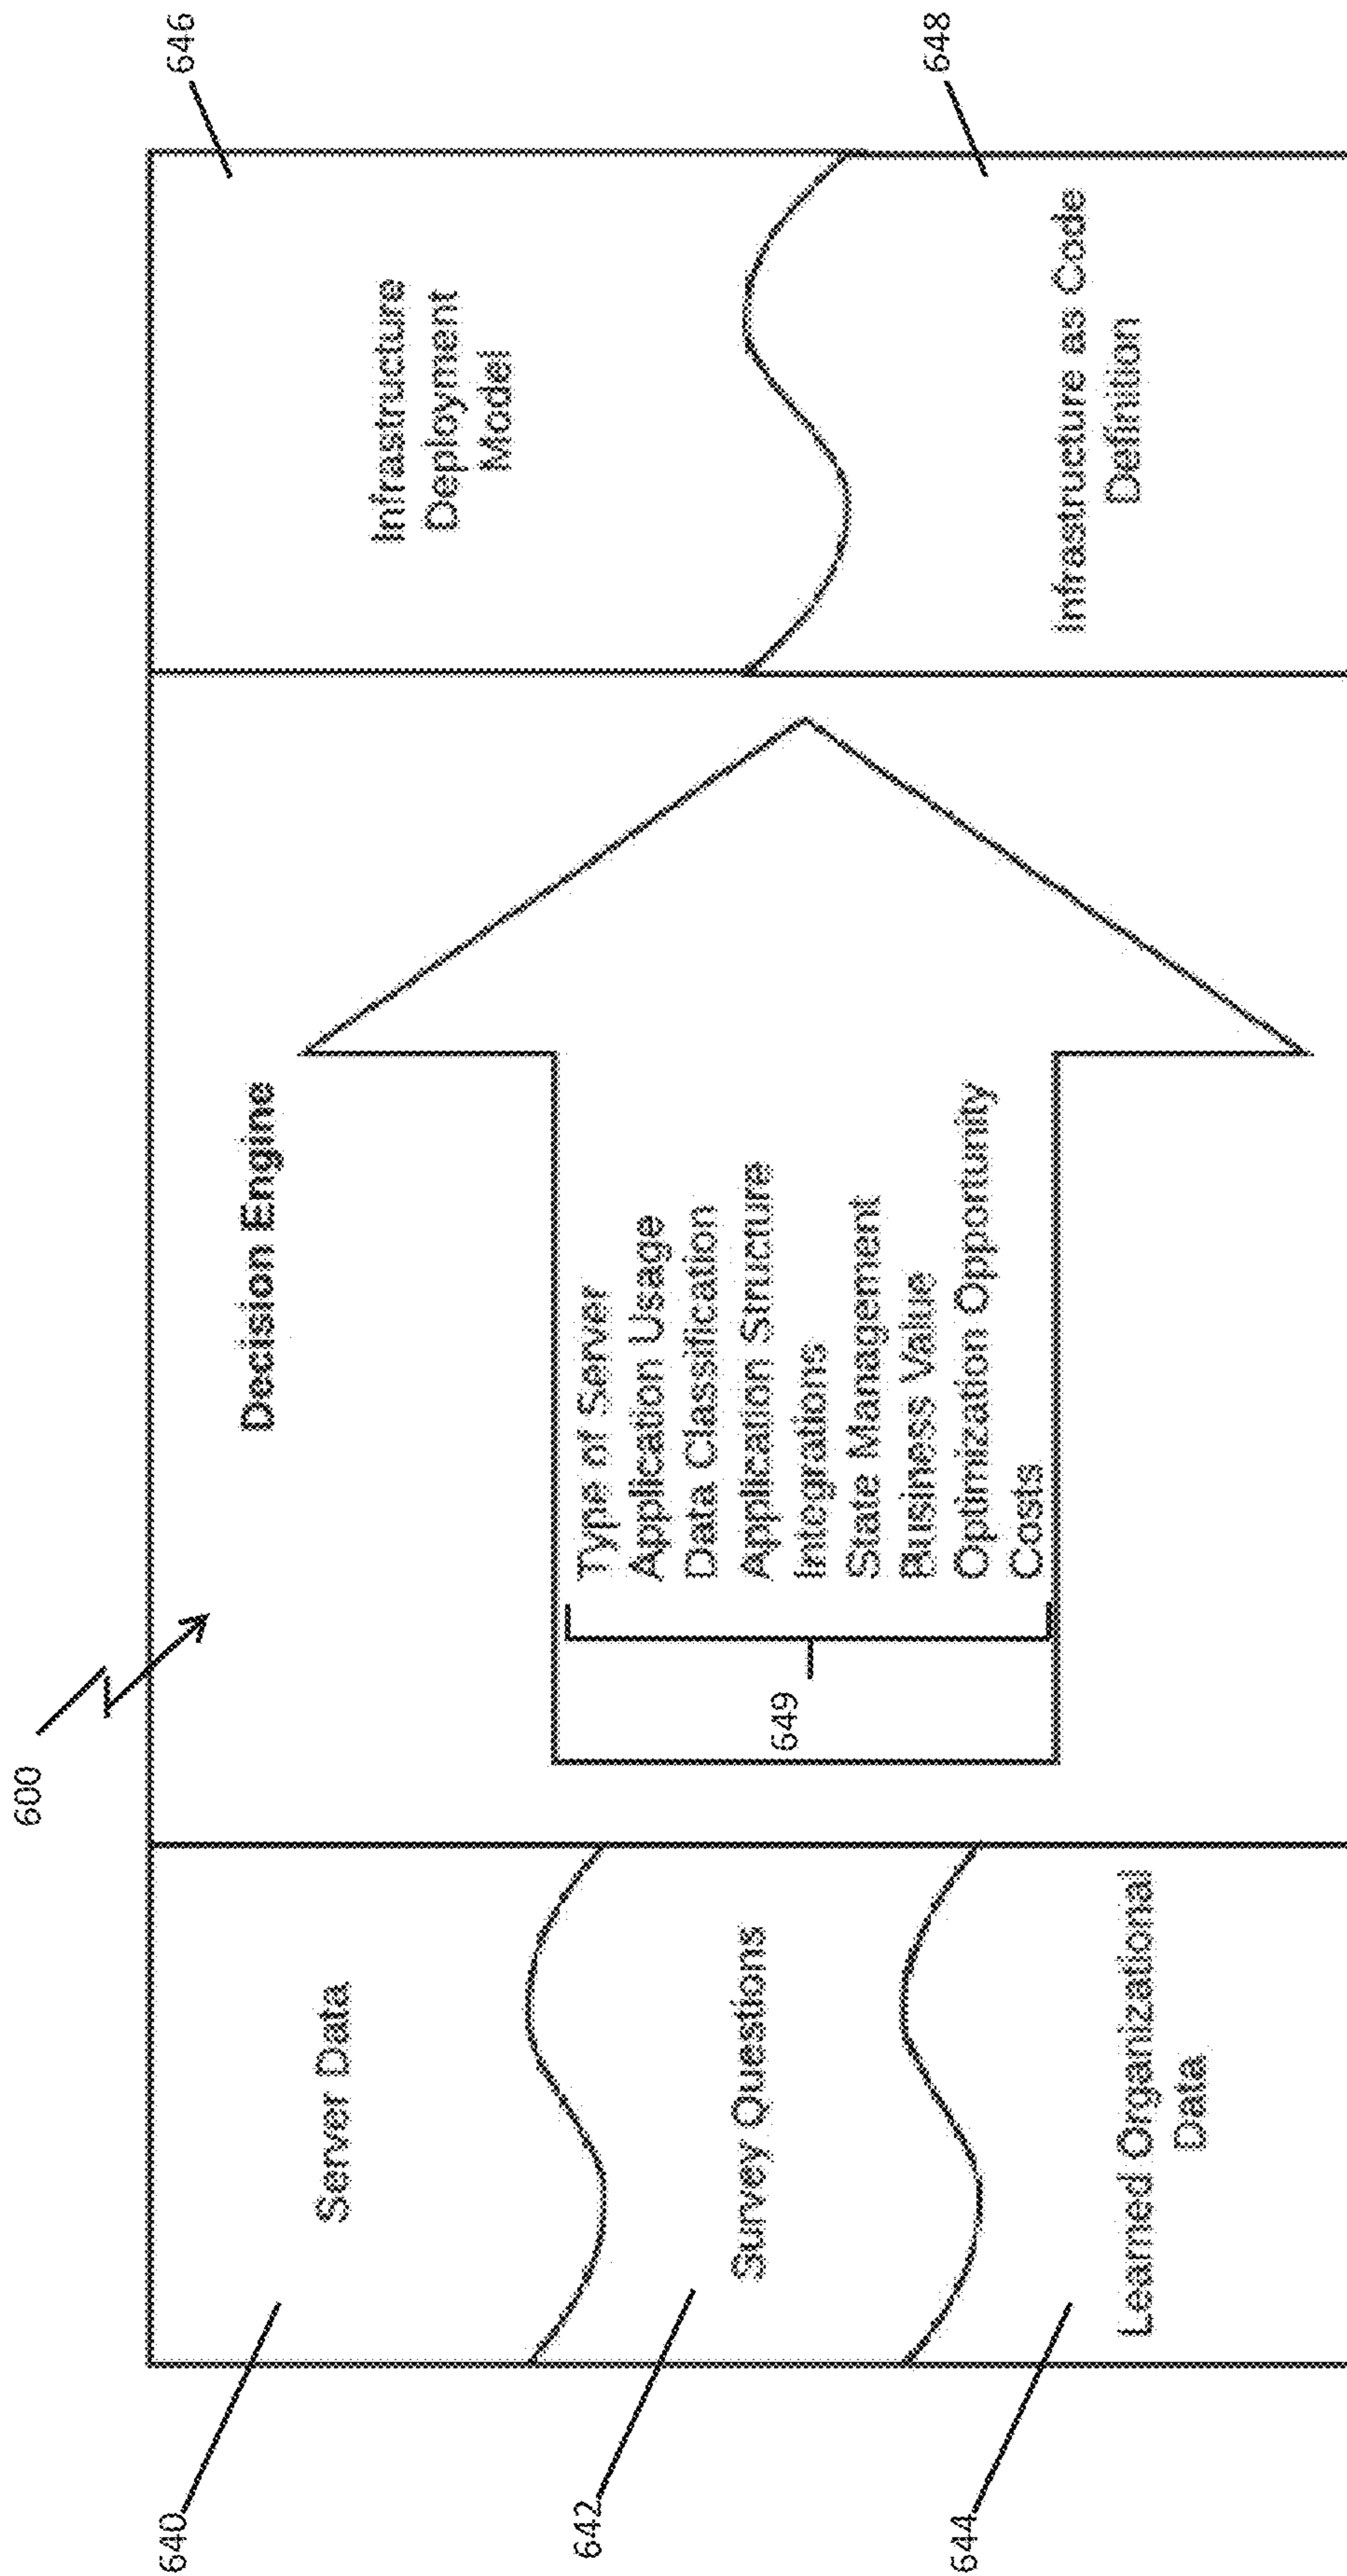 600
Decision Engine
640
Server Data
642
Survey Questions
644
Learned Organizational
Data
649
Type of Server
Application Usage
Data Classification
Application Structure
Integrations
State Management
Business Value
Optimization Opportunity
Costs
646
Infrastructure
Deployment
Model
648
Infrastructure as Code
Definition